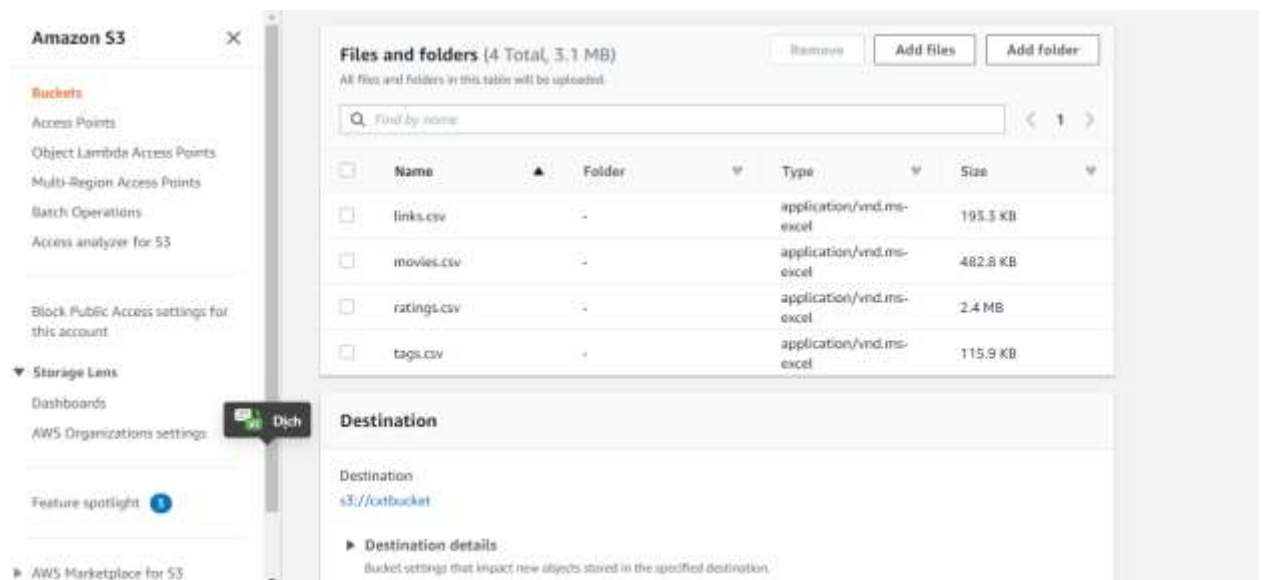 Amazon S3
Buckets
Access Points
Object Lambda Access Points
Multi-Region Access Points
Batch Operations
Access analyzer for S3
Block Public Access settings for
this account
Storage Lens
Dashboards
AWS Organizations settings
Dịch
Feature spotlight 3
AWS Marketplace for S3
Files and folders (4 Total, 3.1 MB)
Remove
Add files
Add folder
All files and folders in this table will be uploaded.
Find by name
1
Name Folder Type Size
links.csv - application/vnd.ms-excel 193.3 KB
movies.csv - application/vnd.ms-excel 482.8 KB
ratings.csv - application/vnd.ms-excel 2.4 MB
tags.csv - application/vnd.ms-excel 115.9 KB
Destination
Destination
s3://cxtbucket
Destination details
Bucket settings that impact new objects stored in the specified destination.